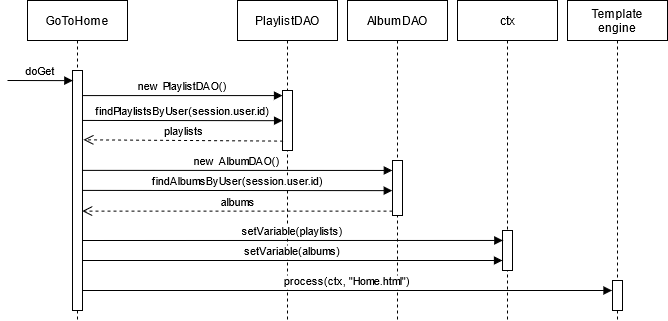 GoToHome
PlaylistDAO
AlbumDAO
ctx
Template
engine
doGet
new PlaylistDAO()
findPlaylistsByUser(session.user.id)
playlists
new AlbumDAO()
findAlbumsByUser(session.user.id)
albums
setVariable(playlists)
setVariable(albums)
process(ctx, "Home.html")